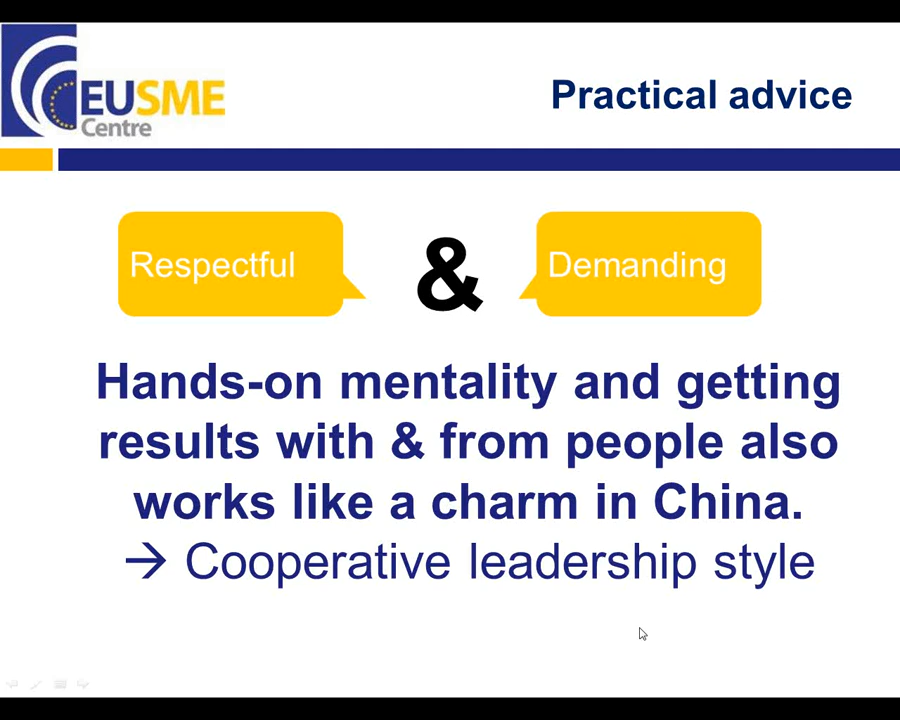 EUSME
Centre
Practical advice
Respectful
&
Demanding
Hands-on mentality and getting
results with & from people also
works like a charm in China.
→ Cooperative leadership style